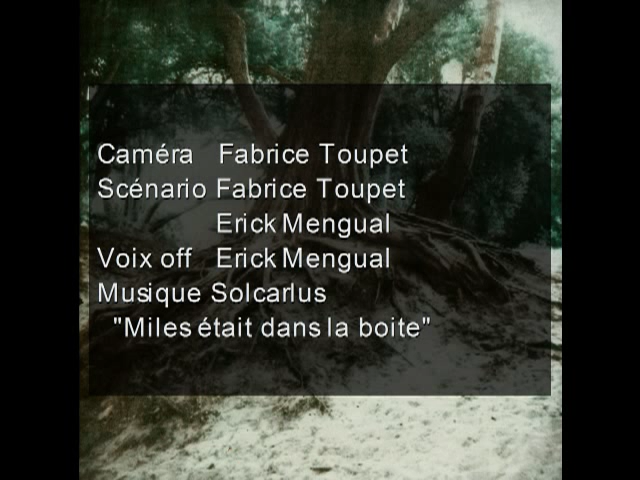 Caméra Fabrice Toupet
Scénario Fabrice Toupet
Erick Mengual
Voix off Erick Mengual
Musique Solcarlus
"Miles était dans la boite"